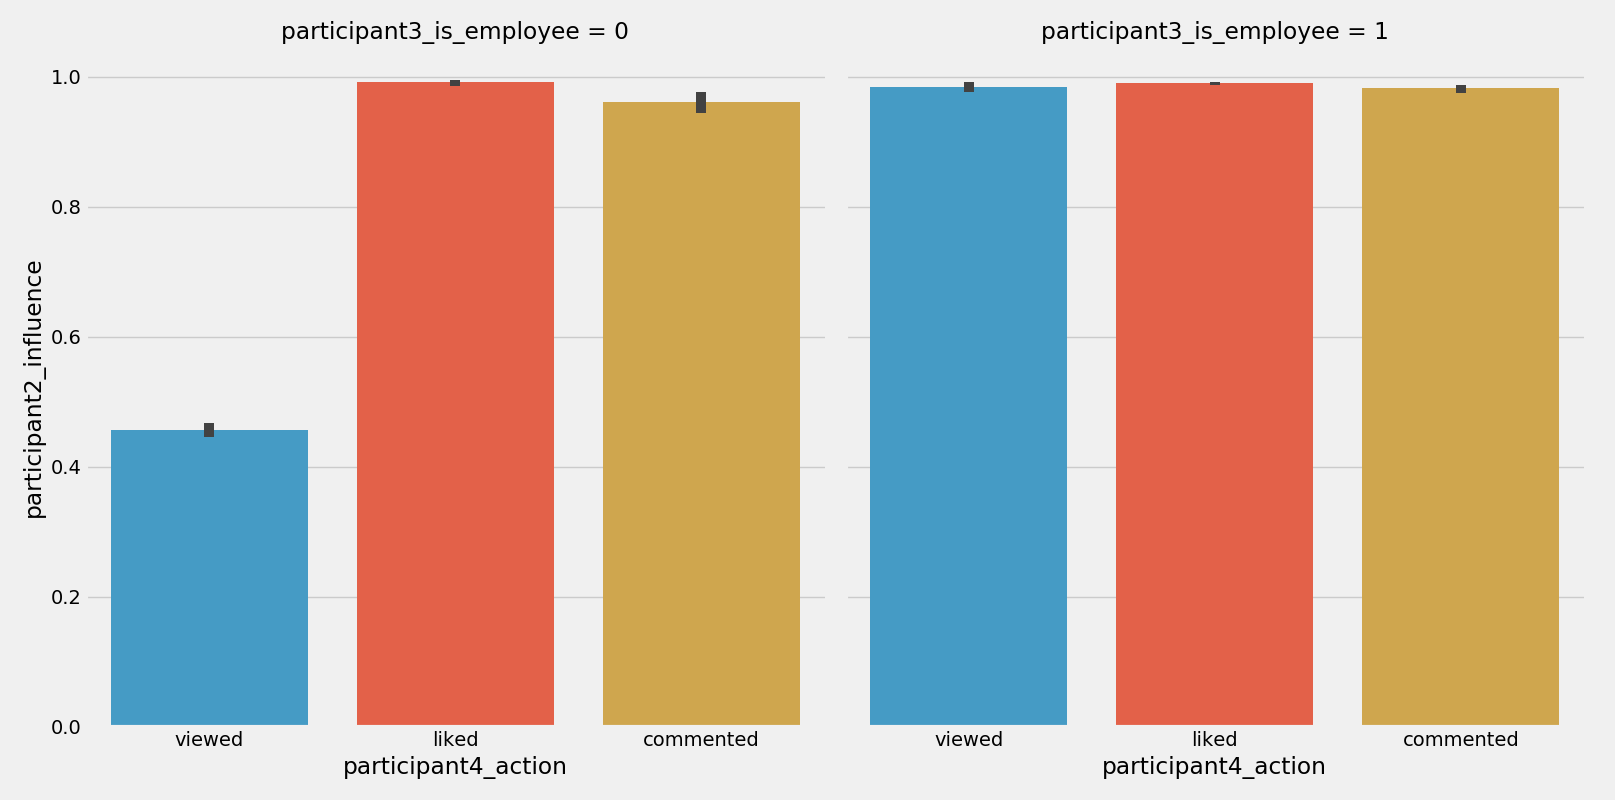 participant3_is_employee = 0
participant3_is_employee = 1
participant2_influence
1.0
0.8
0.6
0.4
0.2
0.0
viewed
liked
commented
viewed
liked
commented
participant4_action
participant4_action